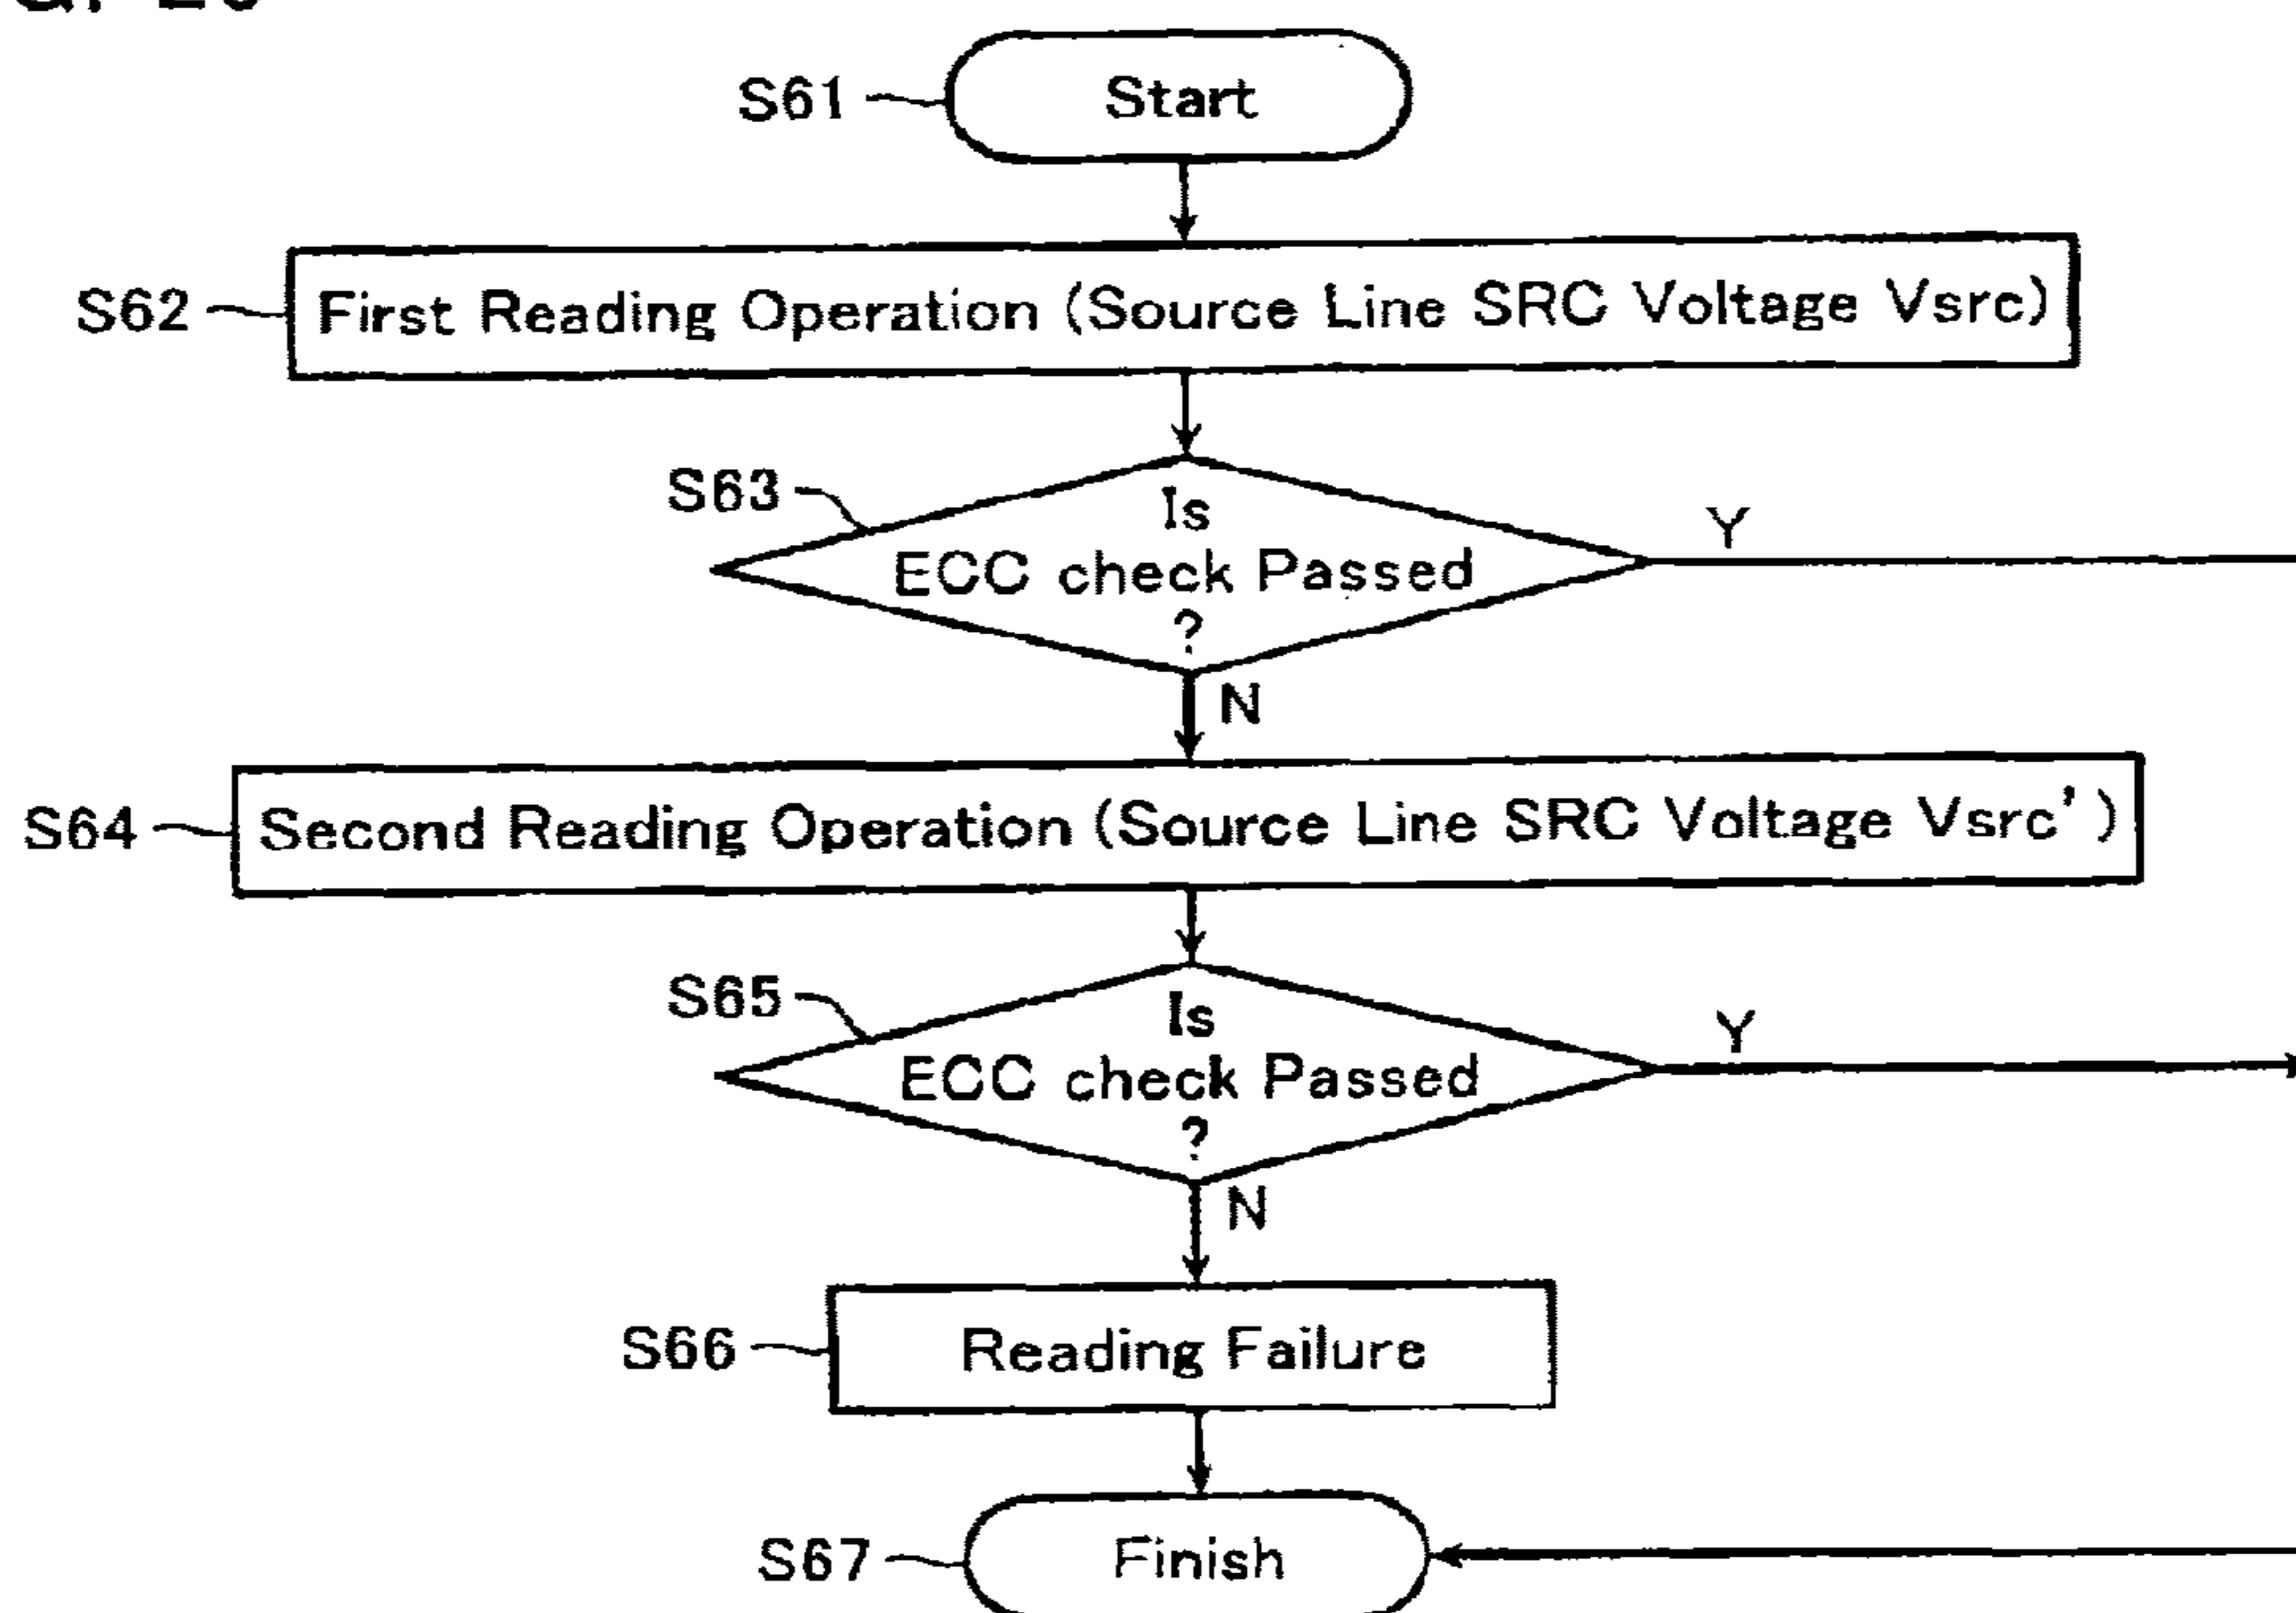 S61
Start
S62
First Reading Operation (Source Line SRC Voltage Vsrc)
S63
Is
ECC check Passed
?
Y
N
S64
Second Reading Operation (Source Line SRC Voltage Vsrc')
S65
Is
ECC check Passed
?
Y
N
S66
Reading Failure
S67
Finish